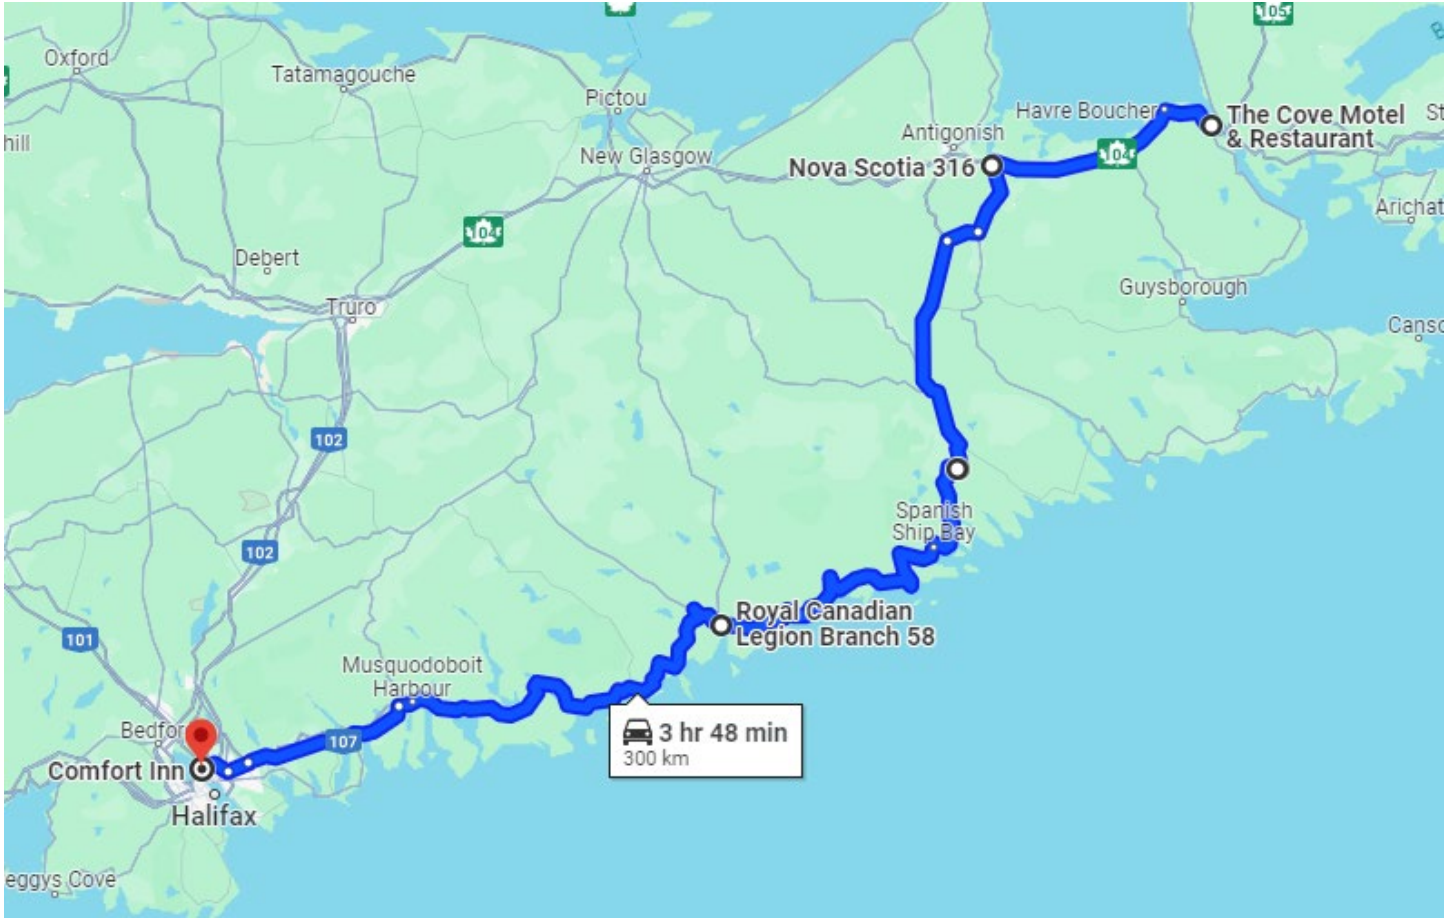 105
Oxford
Tatamagouche
Pictou
Havre Boucher
The Cove Motel
& Restaurant
St
hill
Antigonish
New Glasgow
104
Nova Scotia 316
104
Arichat
Debert
Guysborough
Truro
Canso
102
Spanish
Ship Bay
102
Royal Canadian
Legion Branch 58
101
Musquodoboit
Harbour
Bedfor
3 hr 48 min
300 km
107
Comfort Inn
Halifax
eggys Cove